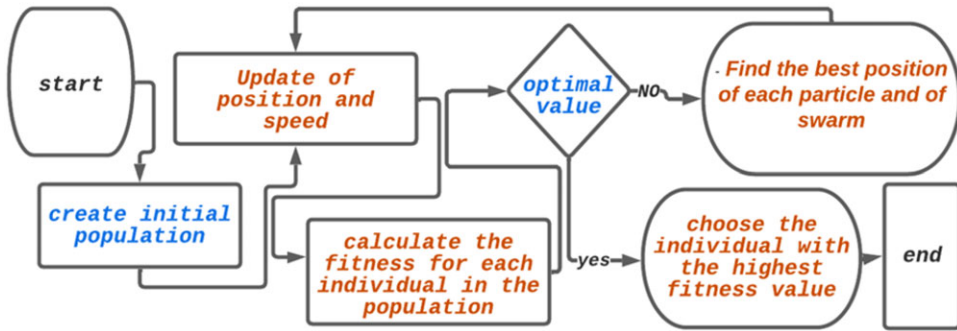 start
create initial
population
Update of
position and
speed
calculate the
fitness for each
individual in the
population
optimal
value
NO
- Find the best position
of each particle and of
swarm
yes
choose the
individual with
the highest
fitness value
end